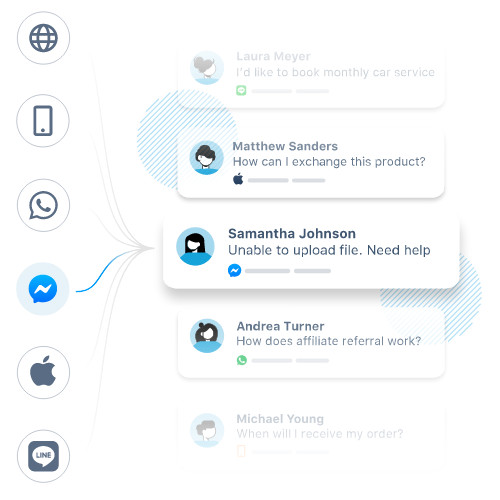 Laura Meyer
I'd like to book monthly car service
Matthew Sanders
How can I exchange this product?
Samantha Johnson
Unable to upload file. Need help
Andrea Turner
How does affiliate referral work?
LINE
Michael Young
When will I receive my order?